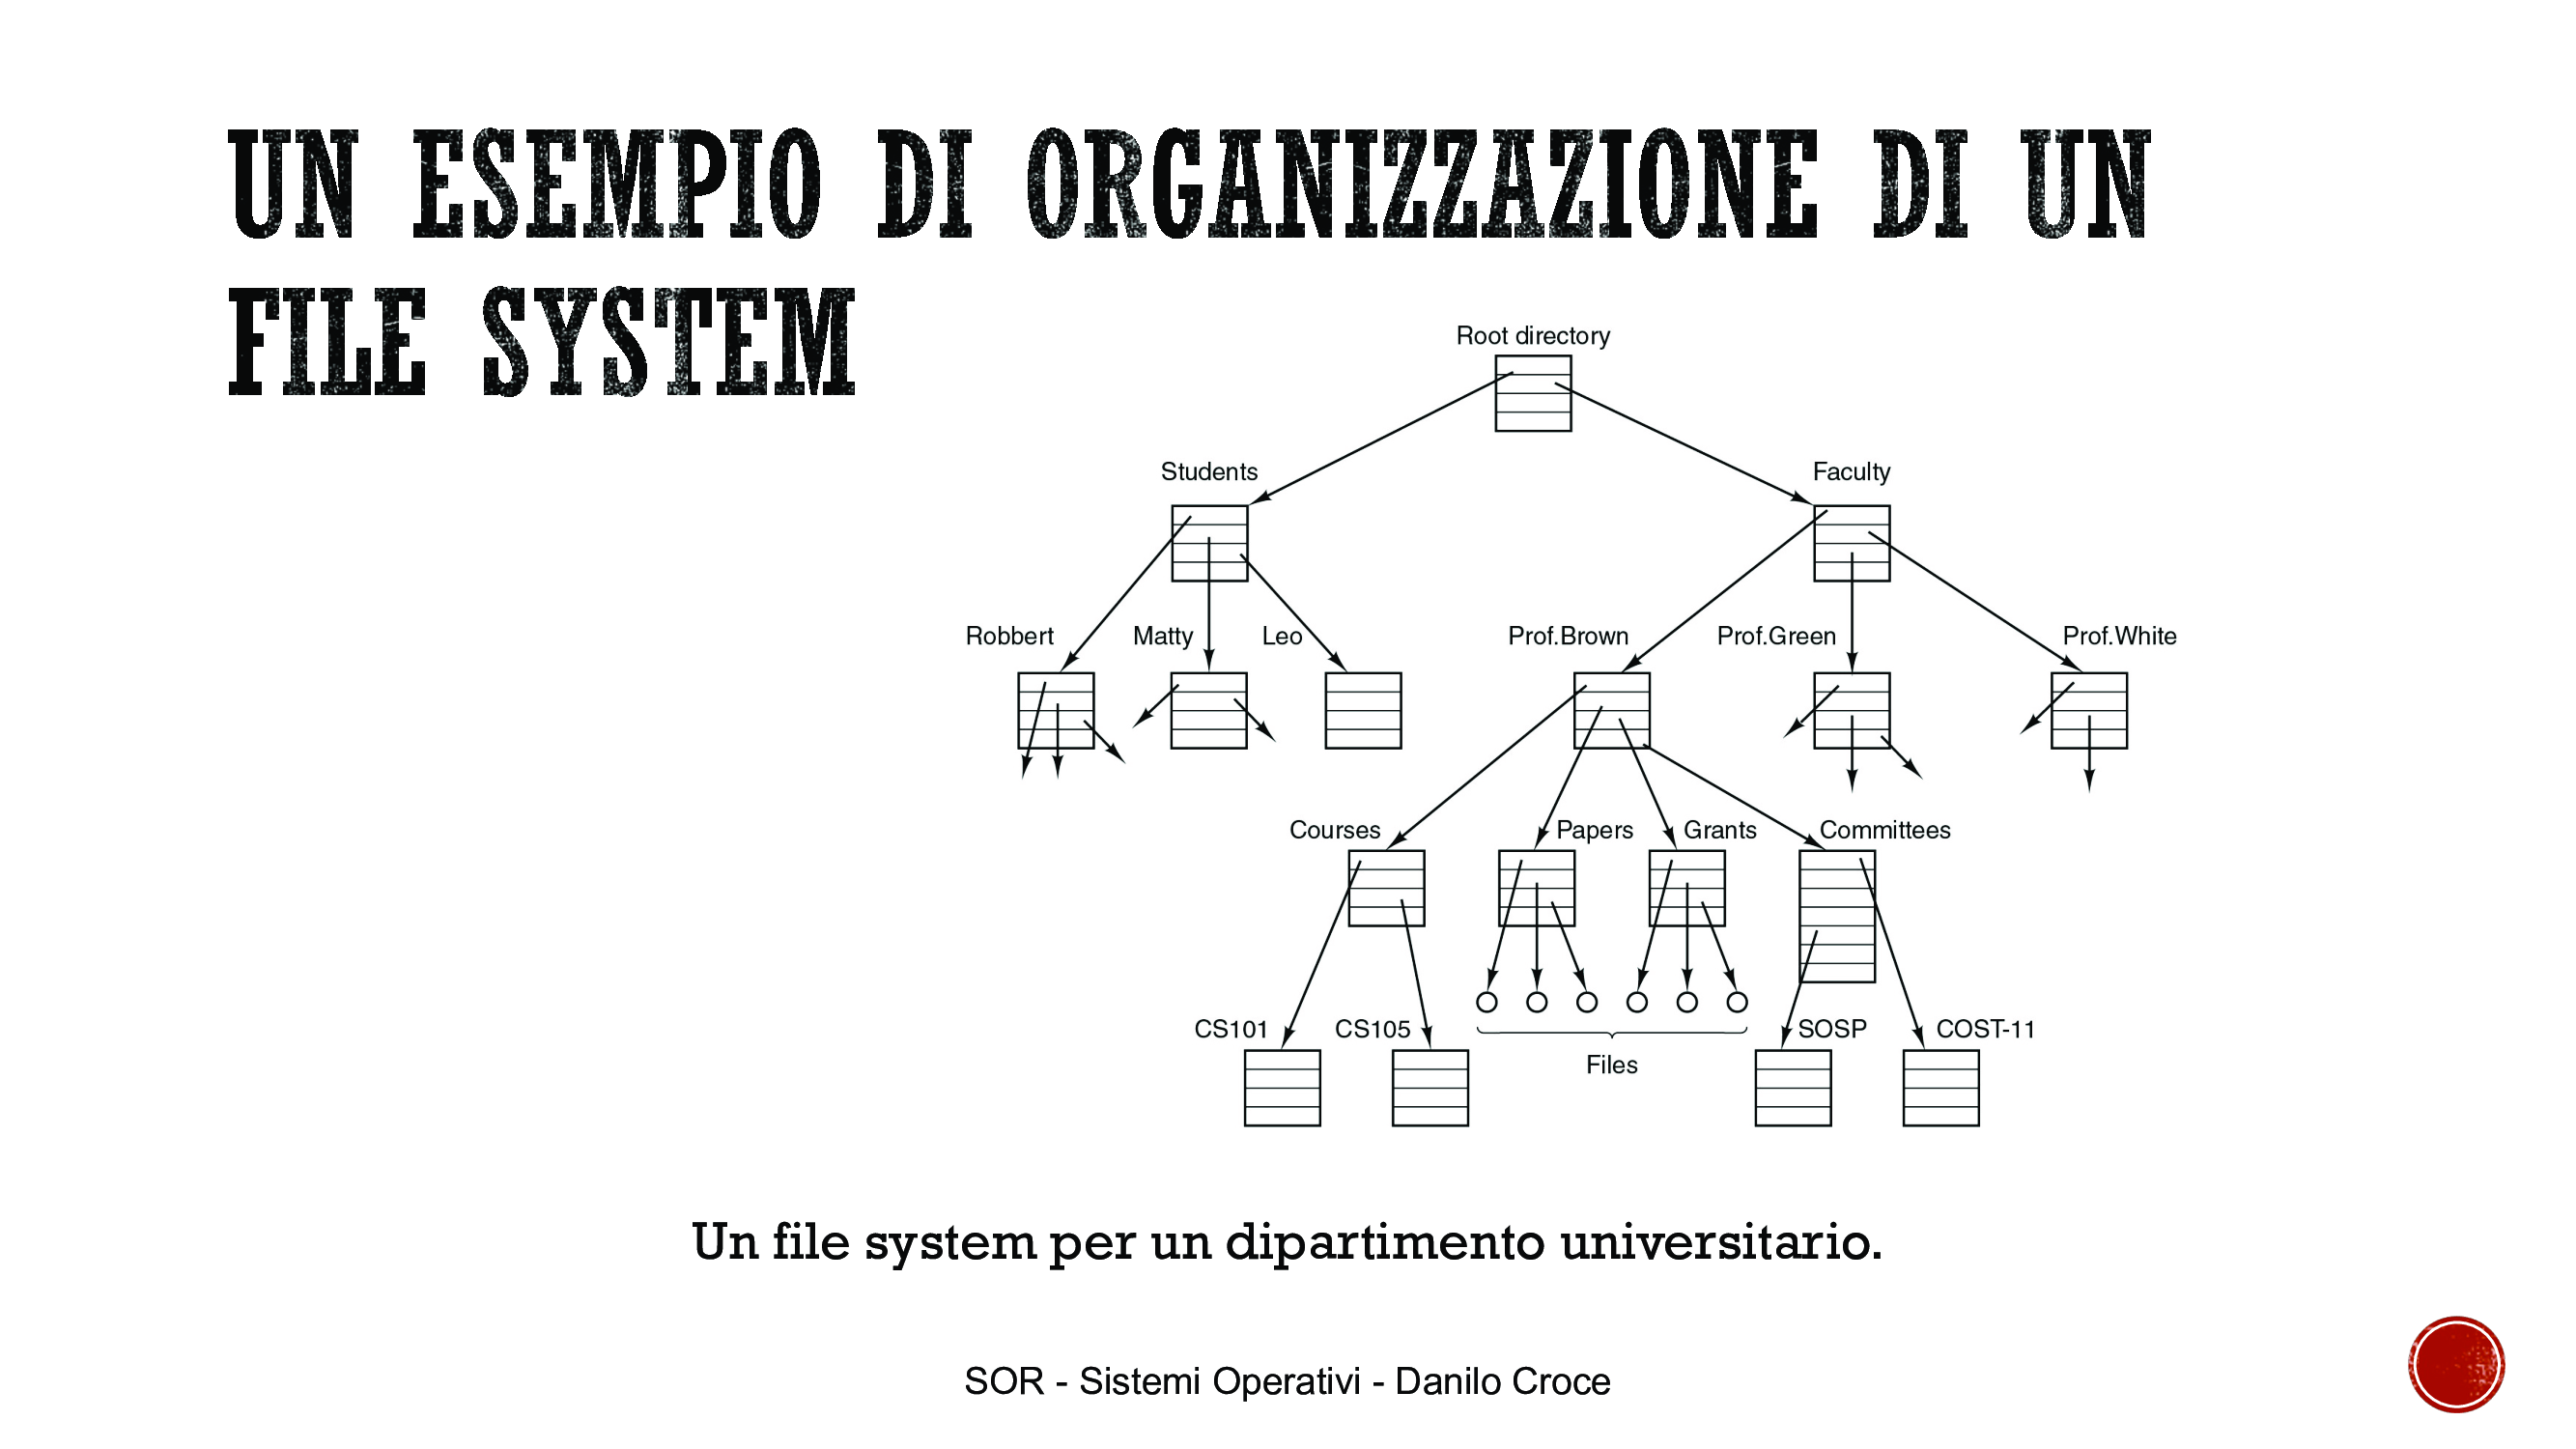 UN ESEMPIO DI ORGANIZZAZIONE DI UN
FILE SYSTEM
Root directory
Students
Faculty
Robbert
Matty
Leo
Prof.Brown
Prof.Green
Prof.White
Courses
Papers
Grants
Committees
CS101
CS105
SOSP
COST-11
Files
Un file system per un dipartimento universitario.
SOR - Sistemi Operativi - Danilo Croce